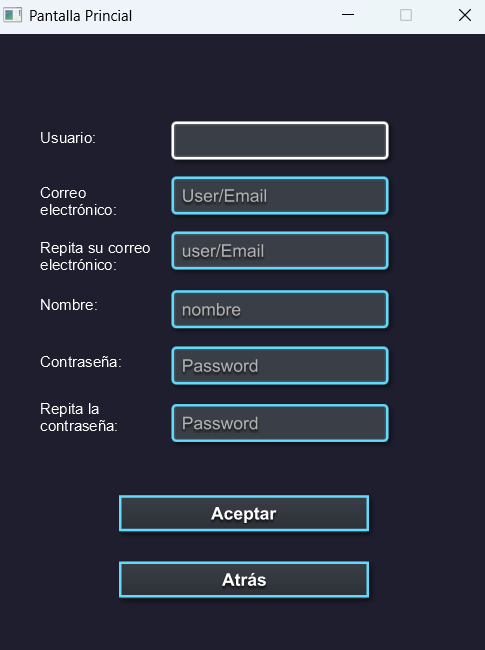 Pantalla Princial
Usuario:
Correo
electrónico:
User/Email
Repita su correo
electrónico:
user/Email
Nombre:
nombre
Contraseña:
Password
Repita la
contraseña:
Password
Aceptar
Atrás